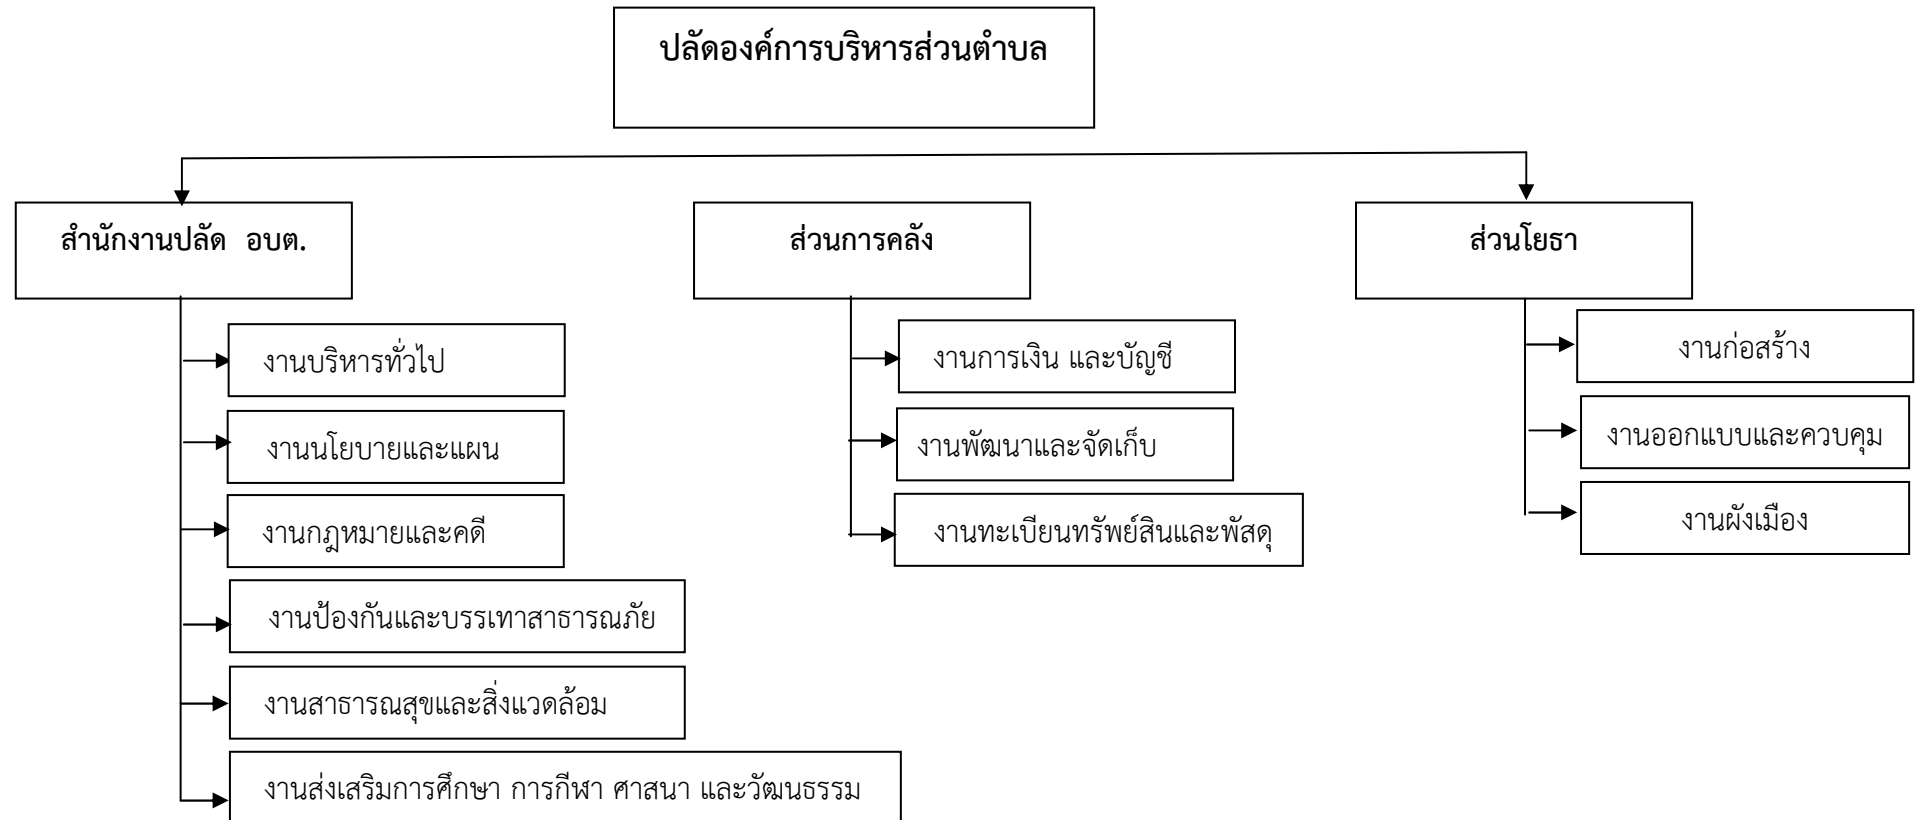 ปลัดองค์การบริหารส่วนตำบล
สำนักงานปลัด อบต.
ส่วนการคลัง
ส่วนโยธา
งานบริหารทั่วไป
งานนโยบายและแผน
งานกฎหมายและคดี
งานป้องกันและบรรเทาสาธารณภัย
งานสาธารณสุขและสิ่งแวดล้อม
งานส่งเสริมการศึกษา การกีฬา ศาสนา และวัฒนธรรม
งานการเงิน และบัญชี
งานพัฒนาและจัดเก็บ
งานทะเบียนทรัพย์สินและพัสดุ
งานก่อสร้าง
งานออกแบบและควบคุม
งานผังเมือง